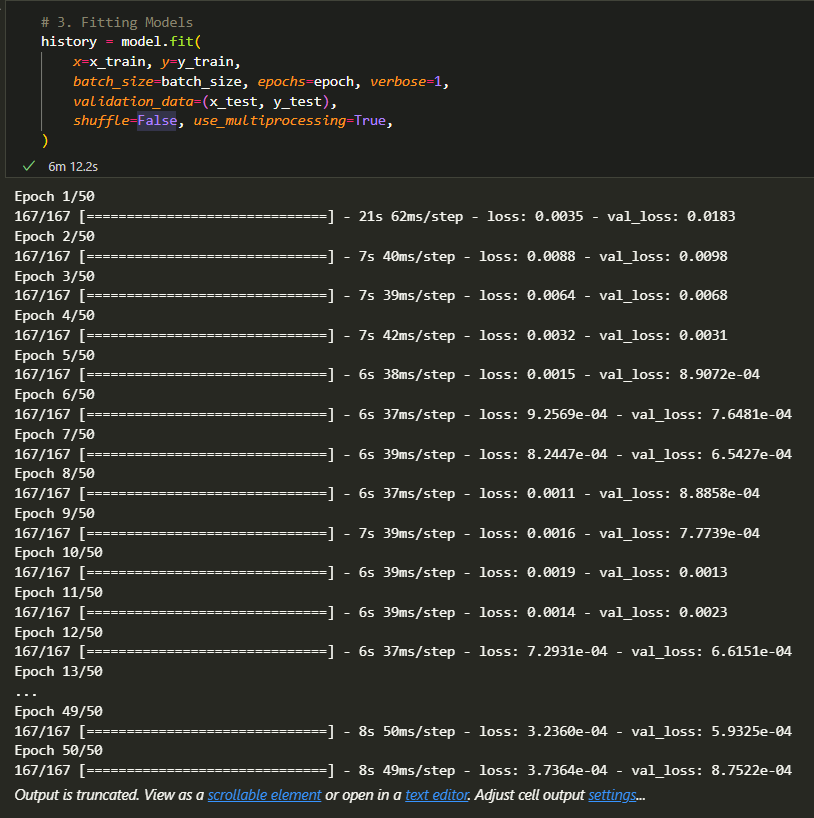 # 3. Fitting Models
history = model.fit(
x=x_train, y=y_train,
batch_size=batch_size, epochs=epoch, verbose=1,
validation_data=(x_test, y_test),
shuffle=False, use_multiprocessing=True,
)
✓ 6m 12.2s
Epoch 1/50
167/167 [==============================] - 21s 62ms/step - loss: 0.0035 - val_loss: 0.0183
Epoch 2/50
167/167 [==============================] - 7s 40ms/step - loss: 0.0088 - val_loss: 0.0098
Epoch 3/50
167/167 [==============================] - 7s 39ms/step - loss: 0.0064 - val_loss: 0.0068
Epoch 4/50
167/167 [==============================] - 7s 42ms/step - loss: 0.0032 - val_loss: 0.0031
Epoch 5/50
167/167 [==============================] - 6s 38ms/step - loss: 0.0015 - val_loss: 8.9072e-04
Epoch 6/50
167/167 [==============================] - 6s 37ms/step - loss: 9.2569e-04 - val_loss: 7.6481e-04
Epoch 7/50
167/167 [==============================] - 6s 39ms/step - loss: 8.2447e-04 - val_loss: 6.5427e-04
Epoch 8/50
167/167 [==============================] - 6s 37ms/step - loss: 0.0011 - val_loss: 8.8858e-04
Epoch 9/50
167/167 [==============================] - 7s 39ms/step - loss: 0.0016 - val_loss: 7.7739e-04
Epoch 10/50
167/167 [==============================] - 6s 39ms/step - loss: 0.0019 - val_loss: 0.0013
Epoch 11/50
167/167 [==============================] - 6s 39ms/step - loss: 0.0014 - val_loss: 0.0023
Epoch 12/50
167/167 [==============================] - 6s 37ms/step - loss: 7.2931e-04 - val_loss: 6.6151e-04
Epoch 13/50
...
Epoch 49/50
167/167 [==============================] - 8s 50ms/step - loss: 3.2360e-04 - val_loss: 5.9325e-04
Epoch 50/50
167/167 [==============================] - 8s 49ms/step - loss: 3.7364e-04 - val_loss: 8.7522e-04
Output is truncated. View as a scrollable element or open in a text editor. Adjust cell output settings...